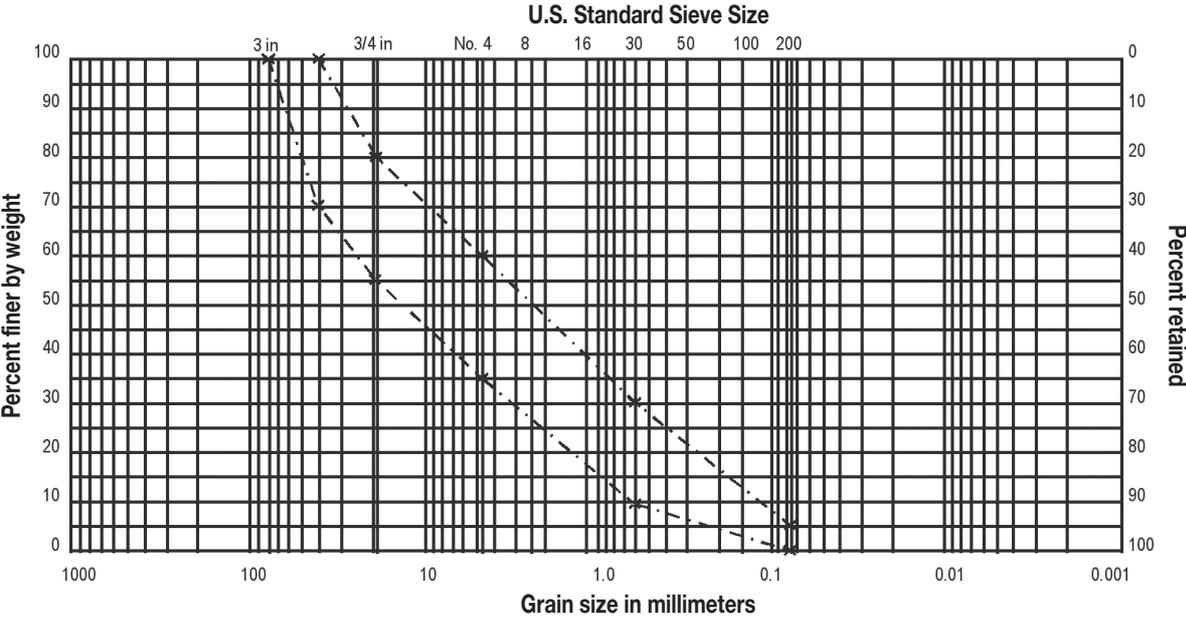 U.S. Standard Sieve Size
3 in 3/4 in No. 4 8 16 30 50 100 200
100 0
90 10
80 20
70 30
60 40
50 50
40 60
30 70
20 80
10 90
0 100
Percent finer by weight
Percent retained
1000 100 10 1.0 0.1 0.01 0.001
Grain size in millimeters